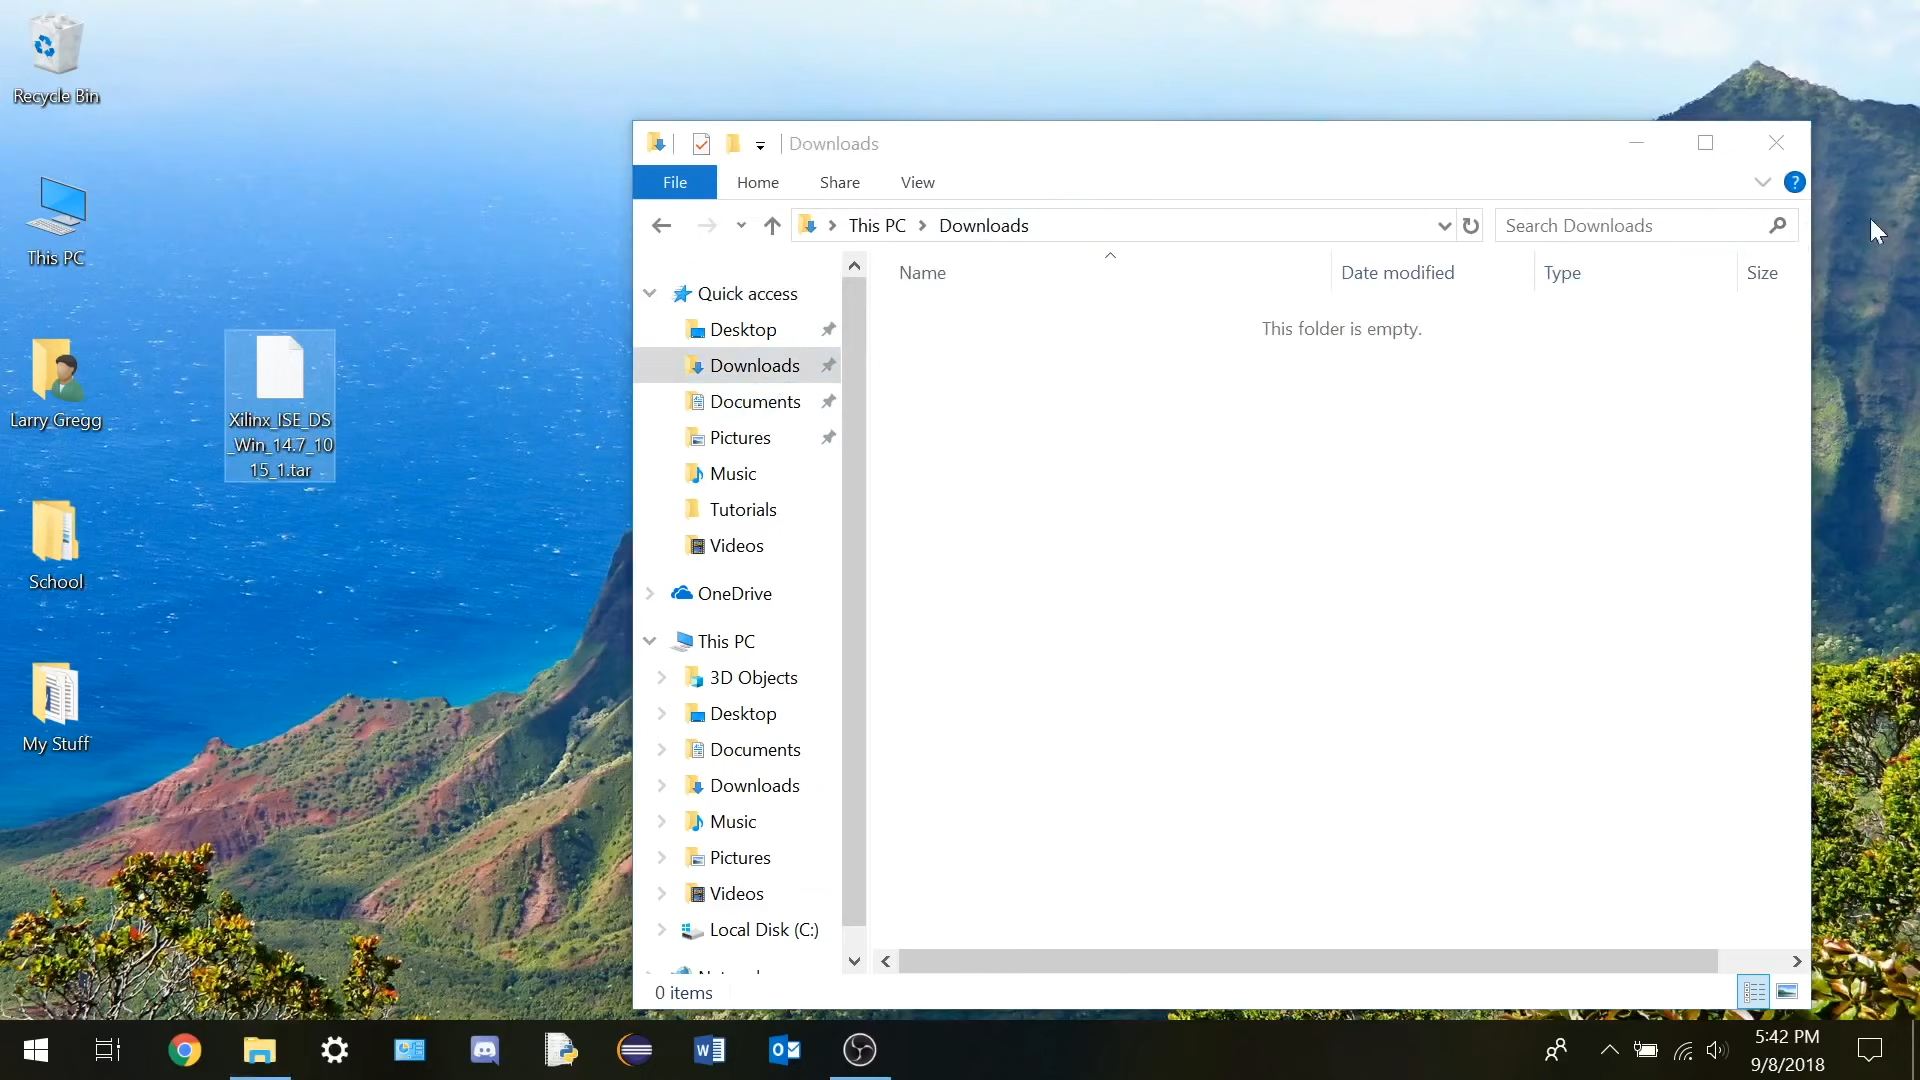 Recycle Bin
This PC
Larry Gregg
School
My Stuff
Xilinx_ISE_DS
_Win_14.7_10
15_1.tar
Downloads
File
Home
Share
View
?
This PC
Downloads
Search Downloads
Name
Date modified
Type
Size
This folder is empty.
Quick access
Desktop
Downloads
Documents
Pictures
Music
Tutorials
Videos
OneDrive
This PC
3D Objects
Desktop
Documents
Downloads
Music
Pictures
Videos
Local Disk (C:)
0 items
5:42 PM
9/8/2018